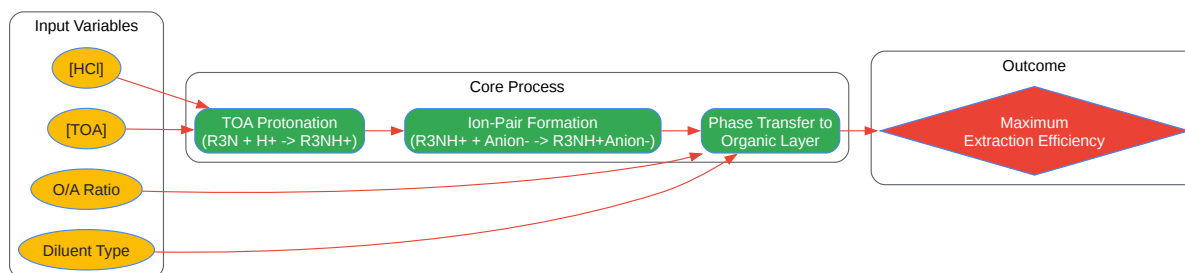 Input Variables
[HCl]
[TOA]
O/A Ratio
Diluent Type
Core Process
TOA Protonation
(R3N + H+ -> R3NH+)
Ion-Pair Formation
(R3NH+ + Anion- -> R3NH+Anion-)
Phase Transfer to
Organic Layer
Outcome
Maximum
Extraction Efficiency